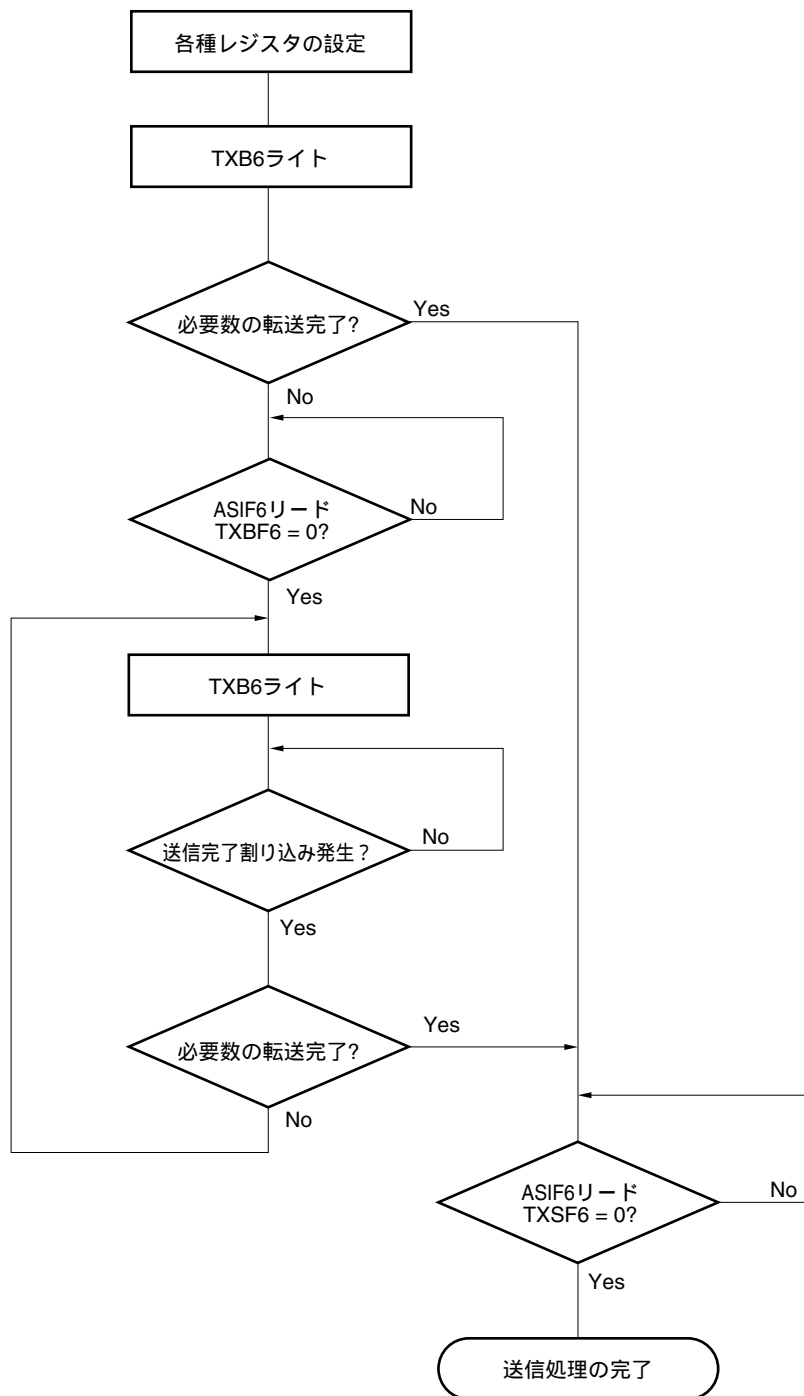 各種レジスタの設定
TXB6ライト
必要数の転送完了?
Yes
No
ASIF6リード
TXBF6 = 0?
No
Yes
TXB6ライト
送信完了割り込み発生？
No
Yes
必要数の転送完了?
Yes
No
ASIF6リード
TXSF6 = 0?
No
Yes
送信処理の完了